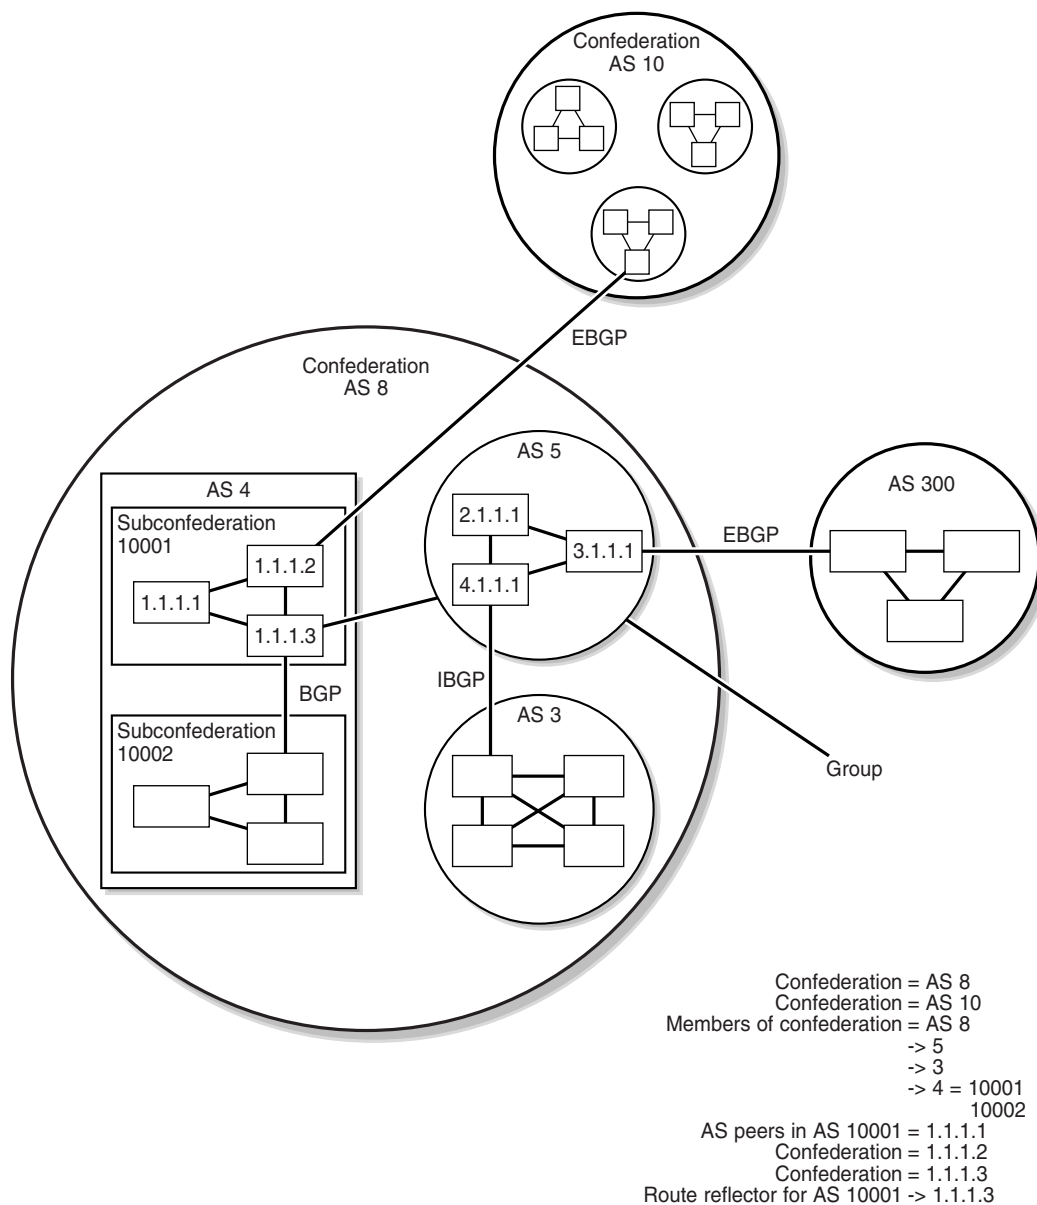 Confederation
AS 10
EBGP
Confederation
AS 8
AS 5
AS 4
AS 300
Subconfederation
10001
2.1.1.1
3.1.1.1
EBGP
1.1.1.2
4.1.1.1
1.1.1.1
1.1.1.3
BGP
IBGP
Subconfederation
10002
AS 3
Group
Confederation = AS 8
Confederation = AS 10
Members of confederation = AS 8
-> 5
-> 3
-> 4 = 10001
10002
AS peers in AS 10001 = 1.1.1.1
Confederation = 1.1.1.2
Confederation = 1.1.1.3
Route reflector for AS 10001 -> 1.1.1.3